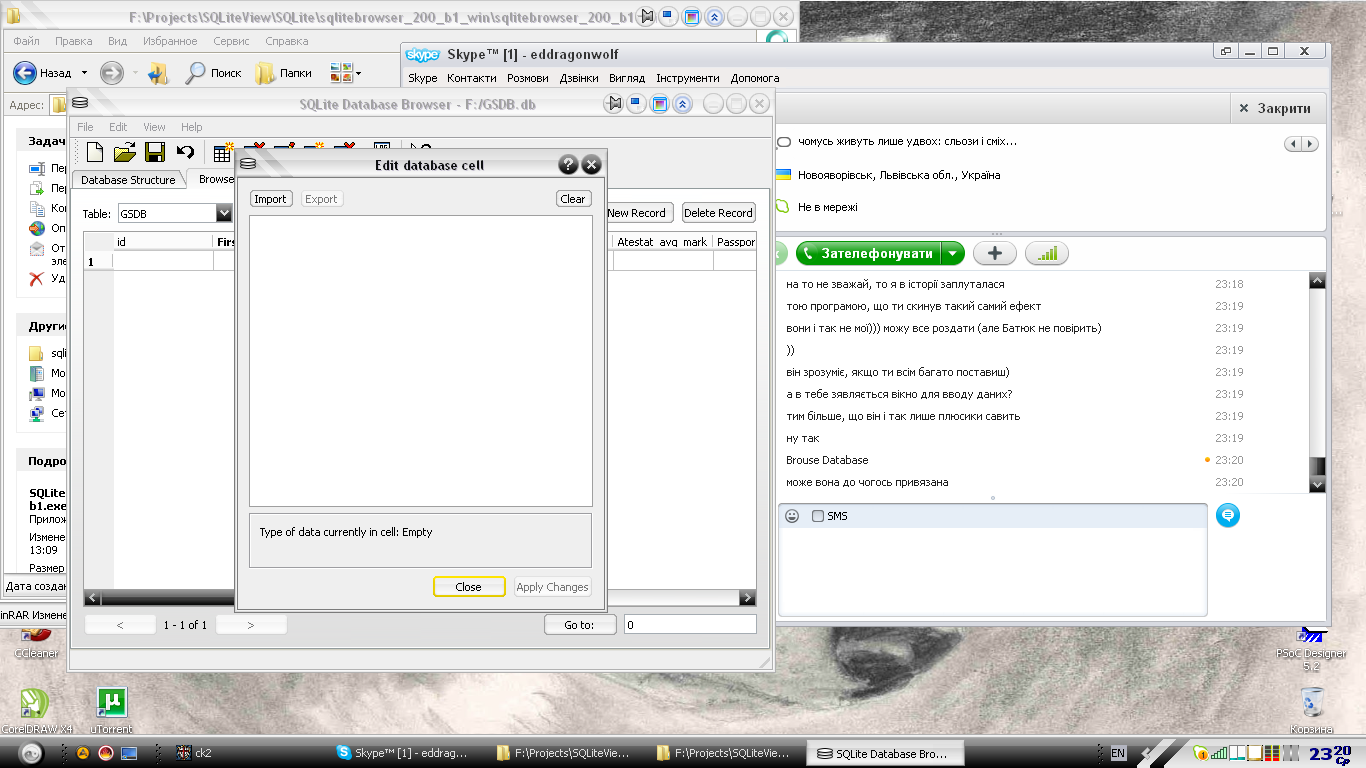 F:\Projects\SQLiteView\SQLite\sqlitebrowser_200_b1_win\sqlitebrowser_200_b1
Файл Правка Вид Избранное Сервис Справка
Назад Поиск Папки
Адрес:
Skype™ [1] - eddragonwolf
Skype Контакти Розмови Дзвінки Вигляд Інструменти Допомога
Закрити
чомусь живуть лише удвох: сльози і сміх...
Новояворівськ, Львівська обл., Україна
Не в мережі
Зателефонувати
на то не зважай, то я в історії заплуталася 23:18
тою програмою, що ти скинув такий самий ефект 23:19
вони і так не мої))) можу все роздати (але Батюк не повірить) 23:19
)) 23:19
він зрозуміє, якщо ти всім багато поставиш) 23:19
а в тебе зявляється вікно для вводу даних? 23:19
тим більше, що він і так лише плюсики савить 23:19
ну так 23:19
Brouse Database 23:20
може вона до чогось привязана 23:20
SMS
SQLite Database Browser - F:/GSDB.db
File Edit View Help
Database Structure Browse
Table: GSDB New Record Delete Record
id Firs Atestat_avg_mark Passpor
1
< 1 - 1 of 1 > Go to: 0
Edit database cell
Import Export Clear
Type of data currently in cell: Empty
Close Apply Changes
Задач
Пер
Пер
Коп
Оп
От
эле
Уд
Другие
sqli
Мо
Мо
Сет
Подро
SQLite
b1.exe
Прилож
Измене
13:09
Размер
Дата создан
inRAR Измене
CCleaner
CorelDRAW X4
uTorrent
PSoC Designer
5.2
Корзина
ck2 Skype™ [1] - eddrag... F:\Projects\SQLiteVie... F:\Projects\SQLiteVie... SQLite Database Bro... EN 23 20 Ср